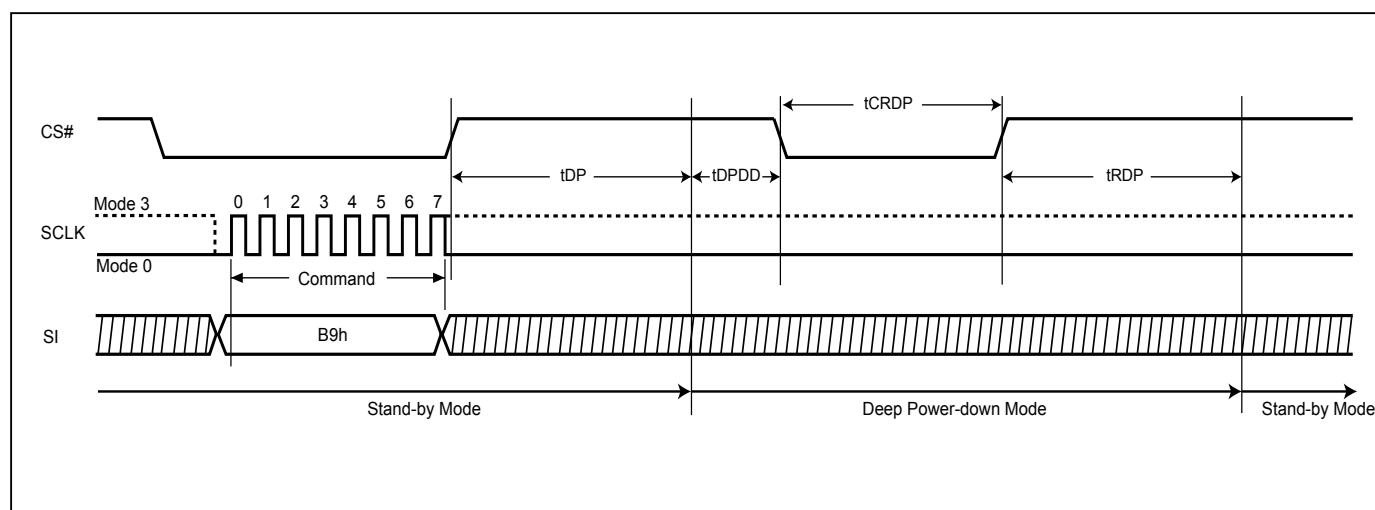 tCRDP
CS#
tDP
tDPDD
tRDP
Mode 3
0 1 2 3 4 5 6 7
SCLK
Mode 0
Command
SI
B9h
Stand-by Mode
Deep Power-down Mode
Stand-by Mode